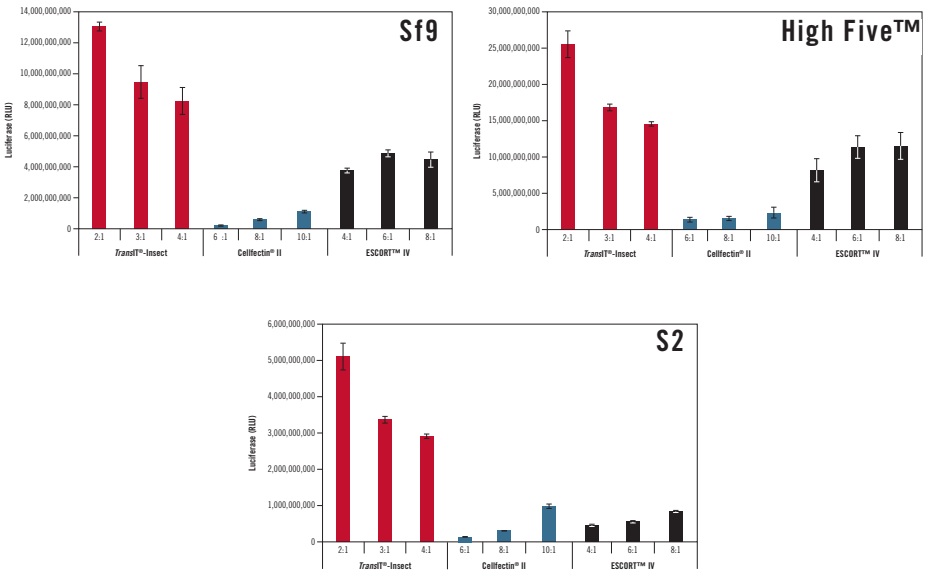 Sf9
Luciferase (RLU)
14,000,000,000
12,000,000,000
10,000,000,000
8,000,000,000
6,000,000,000
4,000,000,000
2,000,000,000
0
2:1 3:1 4:1 6 :1 8:1 10:1 4:1 6:1 8:1
TransIT®-Insect Cellfectin® II ESCORT™ IV
High Five™
Luciferase (RLU)
30,000,000,000
25,000,000,000
20,000,000,000
15,000,000,000
10,000,000,000
5,000,000,000
0
2:1 3:1 4:1 6:1 8:1 10:1 4:1 6:1 8:1
TransIT®-Insect Cellfectin® II ESCORT™ IV
S2
Luciferase (RLU)
6,000,000,000
5,000,000,000
4,000,000,000
3,000,000,000
2,000,000,000
1,000,000,000
0
2:1 3:1 4:1 6:1 8:1 10:1 4:1 6:1 8:1
TransIT®-Insect Cellfectin® II ESCORT™ IV